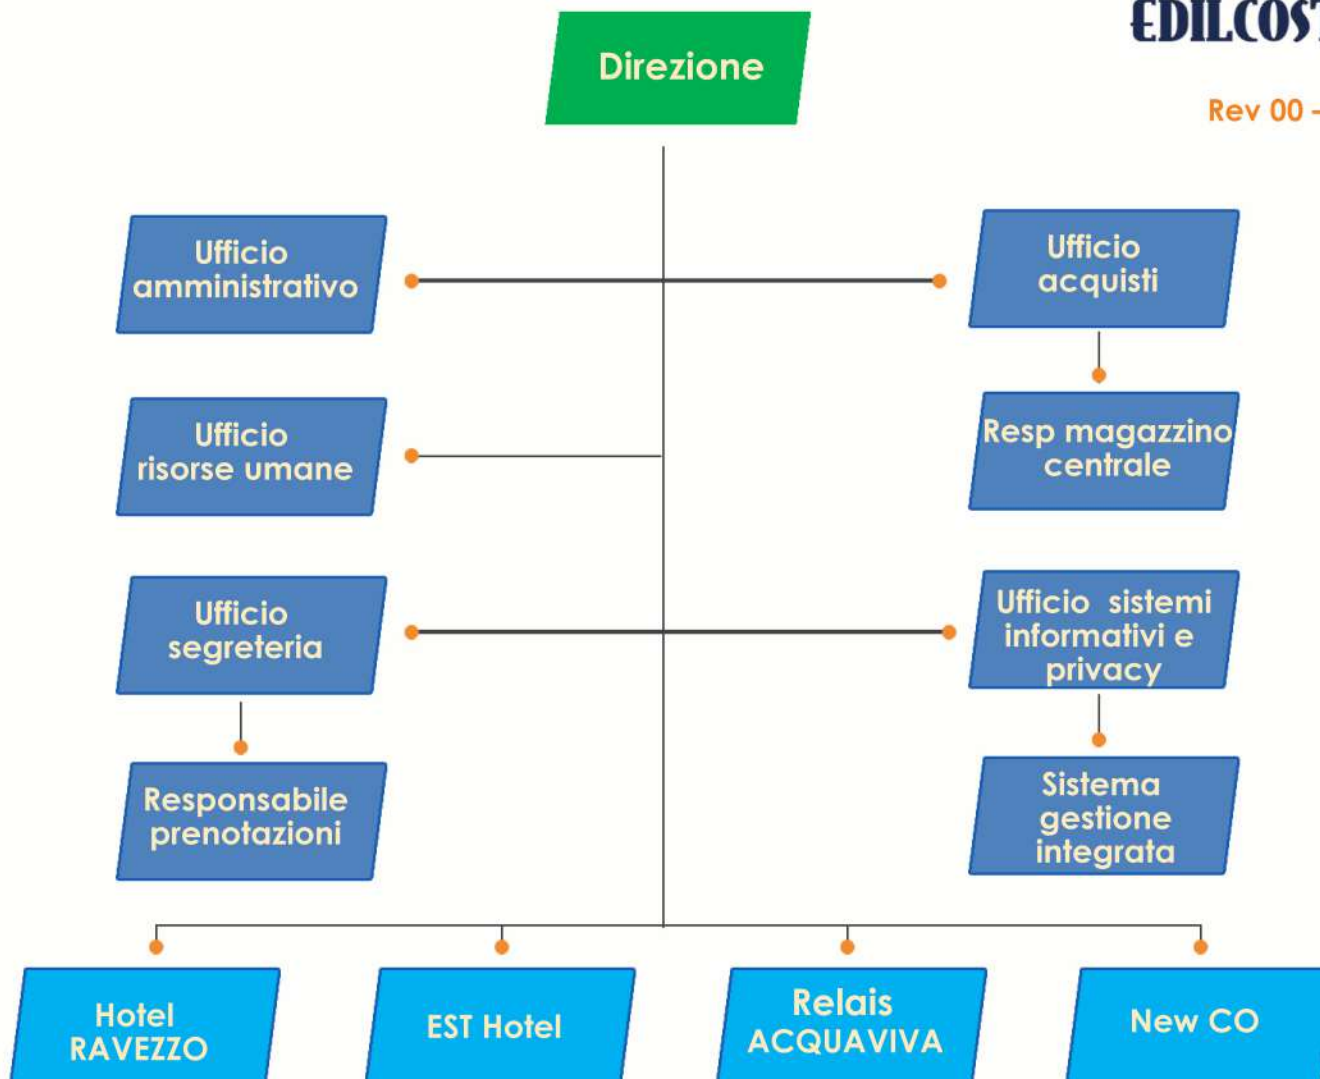 EDILCOST
Direzione
Rev 00 -
Ufficio
amministrativo
Ufficio
acquisti
Ufficio
risorse umane
Resp magazzino
centrale
Ufficio
segreteria
Ufficio sistemi
informativi e
privacy
Responsabile
prenotazioni
Sistema
gestione
integrata
Hotel
RAVEZZO
EST Hotel
Relais
ACQUAVIVA
New CO